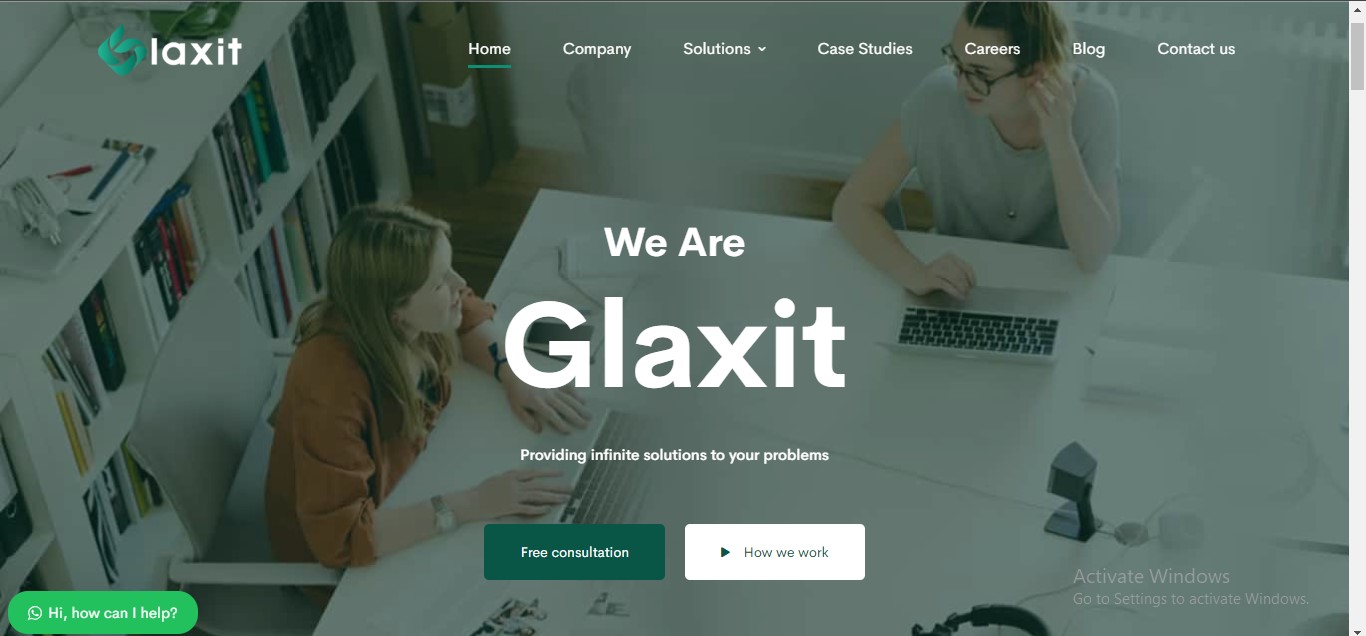 laxit
Home
Company
Solutions
Case Studies
Careers
Blog
Contact us
We Are
Glaxit
Providing infinite solutions to your problems
Free consultation
How we work
Activate Windows
Go to Settings to activate Windows.
Hi, how can I help?